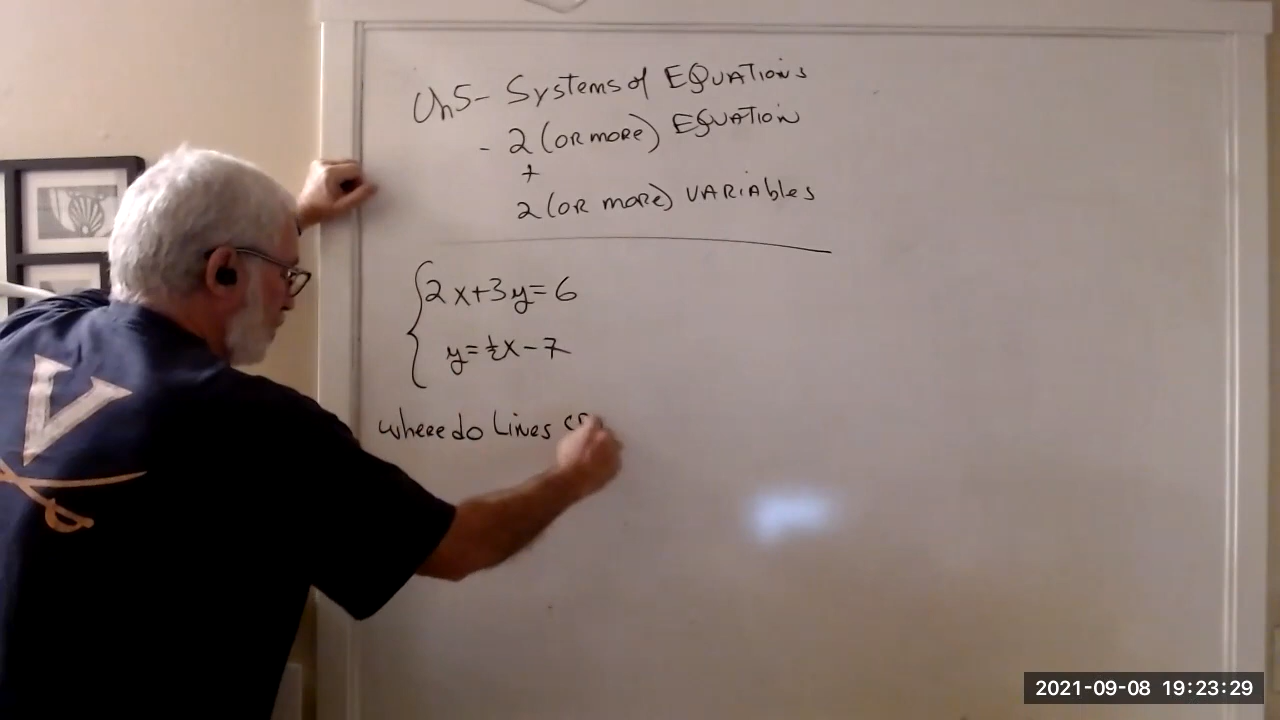 Ch5- Systems of EQUATIONS
- 2 (OR more) EQUATION
+
2 (OR more) VARIAbles
2x+3y=6
y=½x-7
where do Lines cr
V
2021-09-08 19:23:29